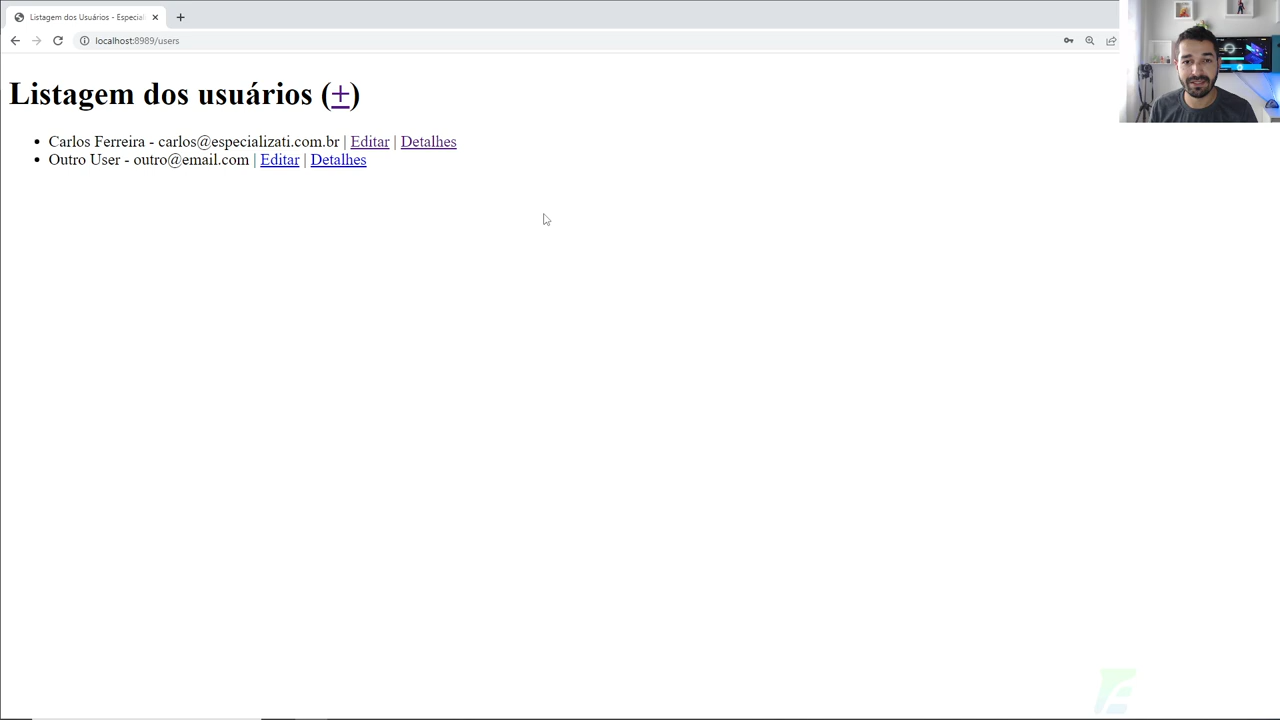 Listagem dos Usuários - Especial
localhost:8989/users
Listagem dos usuários (+)
Carlos Ferreira - carlos@especializati.com.br | Editar | Detalhes
Outro User - outro@email.com | Editar | Detalhes